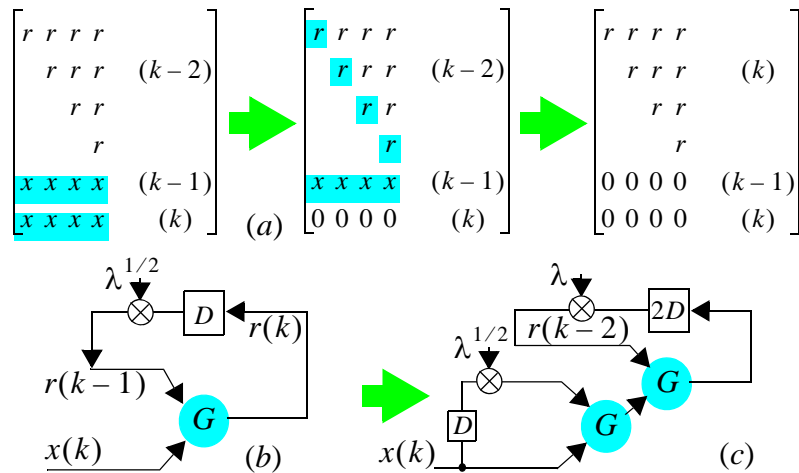 r r r r r r r r r r r r
r r r (k – 2) r r r (k – 2) r r r (k)
r r r r r r
r r r
x x x x (k – 1) x x x x (k – 1) 0 0 0 0 (k – 1)
x x x x (k) (a) 0 0 0 0 (k) 0 0 0 0 (k)
λ^{1/2} λ
D r(k) 2D
λ^{1/2} r(k – 2)
r(k – 1) G
G D G
x(k) (b) x(k) (c)